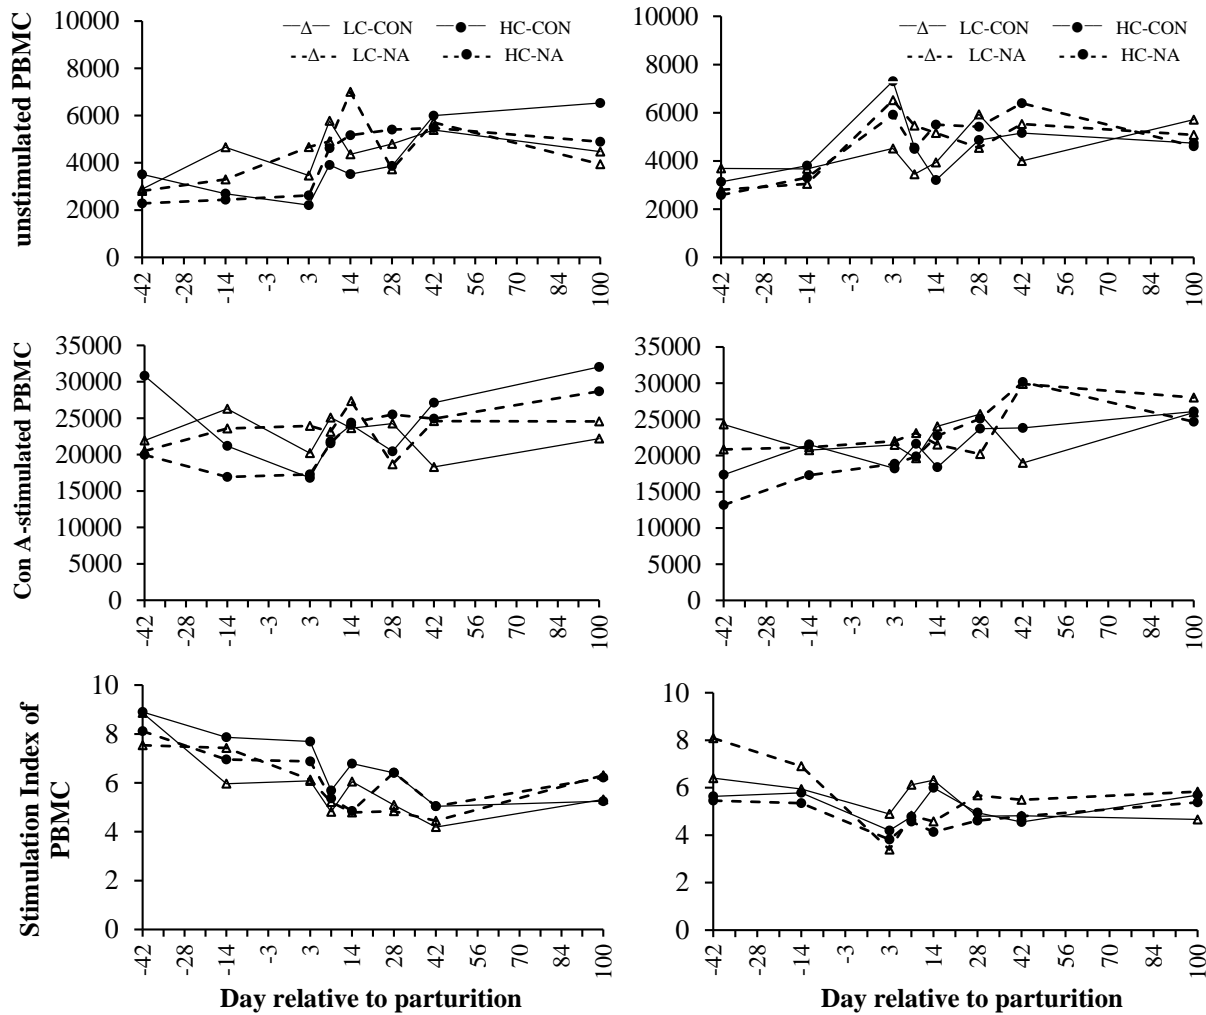 unstimulated PBMC
10000
8000
6000
4000
2000
0
LC-CON HC-CON
LC-NA HC-NA
-42 -28 -14 -3 3 14 28 42 56 70 84 100
10000
8000
6000
4000
2000
0
LC-CON HC-CON
LC-NA HC-NA
-42 -28 -14 -3 3 14 28 42 56 70 84 100
Con A-stimulated PBMC
35000
30000
25000
20000
15000
10000
5000
0
-42 -28 -14 -3 3 14 28 42 56 70 84 100
35000
30000
25000
20000
15000
10000
5000
0
-42 -28 -14 -3 3 14 28 42 56 70 84 100
Stimulation Index of
PBMC
10
8
6
4
2
0
-42 -28 -14 -3 3 14 28 42 56 70 84 100
Day relative to parturition
10
8
6
4
2
0
-42 -28 -14 -3 3 14 28 42 56 70 84 100
Day relative to parturition